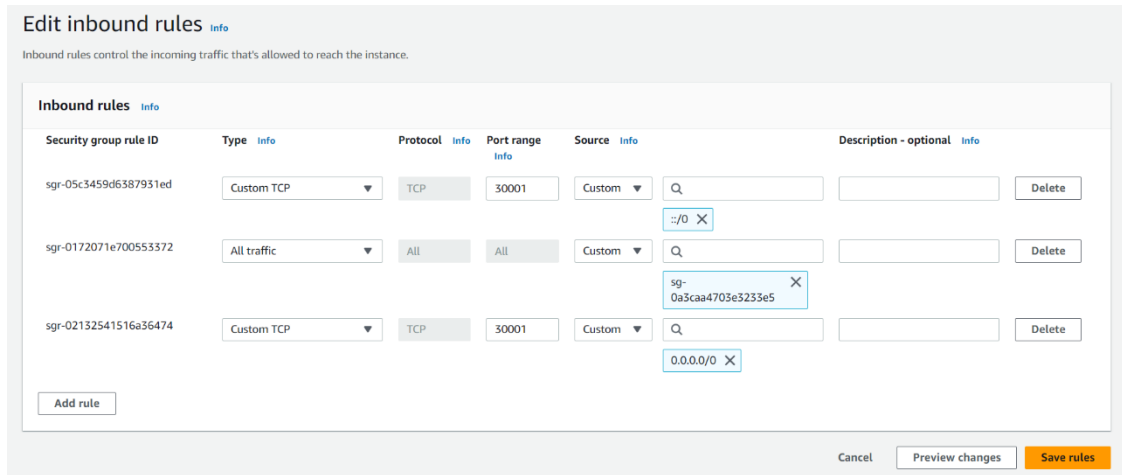 Edit inbound rules Info
Inbound rules control the incoming traffic that's allowed to reach the instance.
Inbound rules Info
Security group rule ID Type Info Protocol Info Port range Info Source Info Description - optional Info
sgr-05c3459d6387931ed Custom TCP TCP 30001 Custom Delete
::/0
sgr-0172071e700553372 All traffic All All Custom Delete
sg-
0a3caa4703e3233e5
sgr-02132541516a36474 Custom TCP TCP 30001 Custom Delete
0.0.0.0/0
Add rule
Cancel Preview changes Save rules